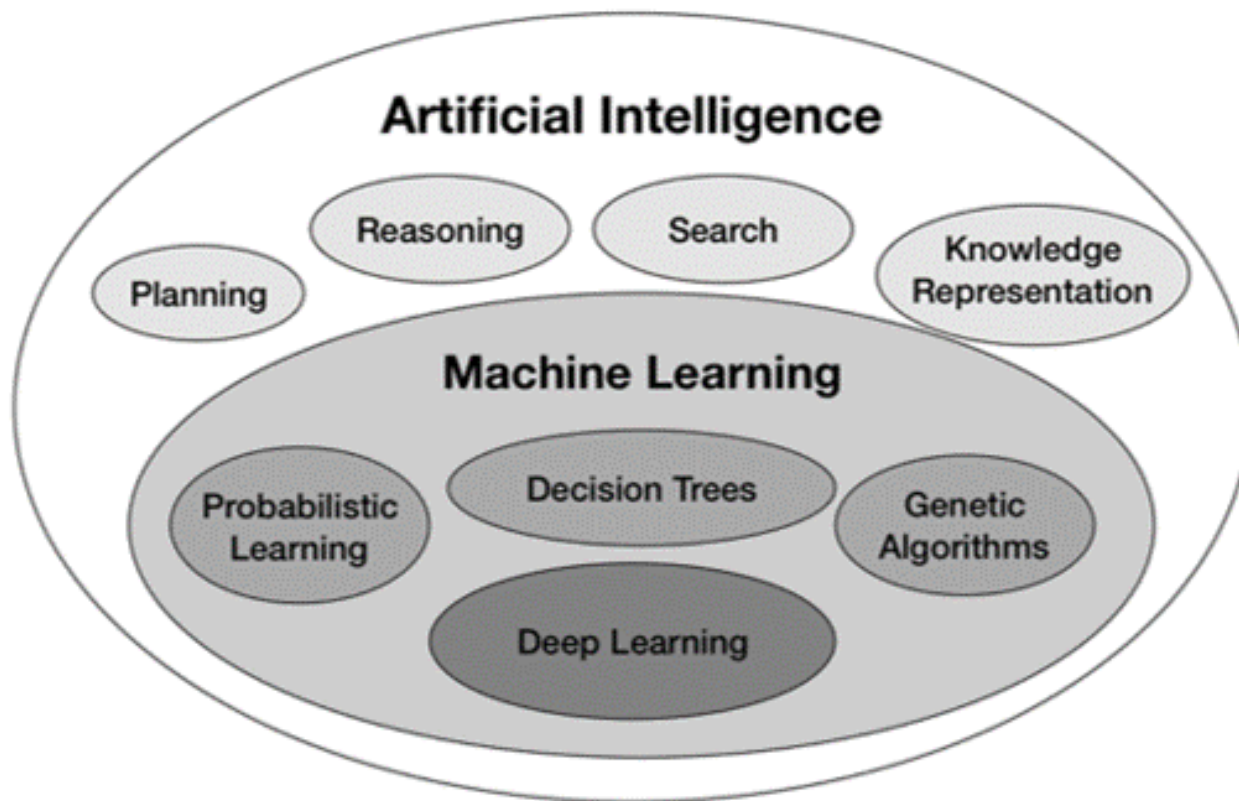 Artificial Intelligence
Reasoning
Search
Knowledge
Representation
Planning
Machine Learning
Probabilistic
Learning
Decision Trees
Genetic
Algorithms
Deep Learning